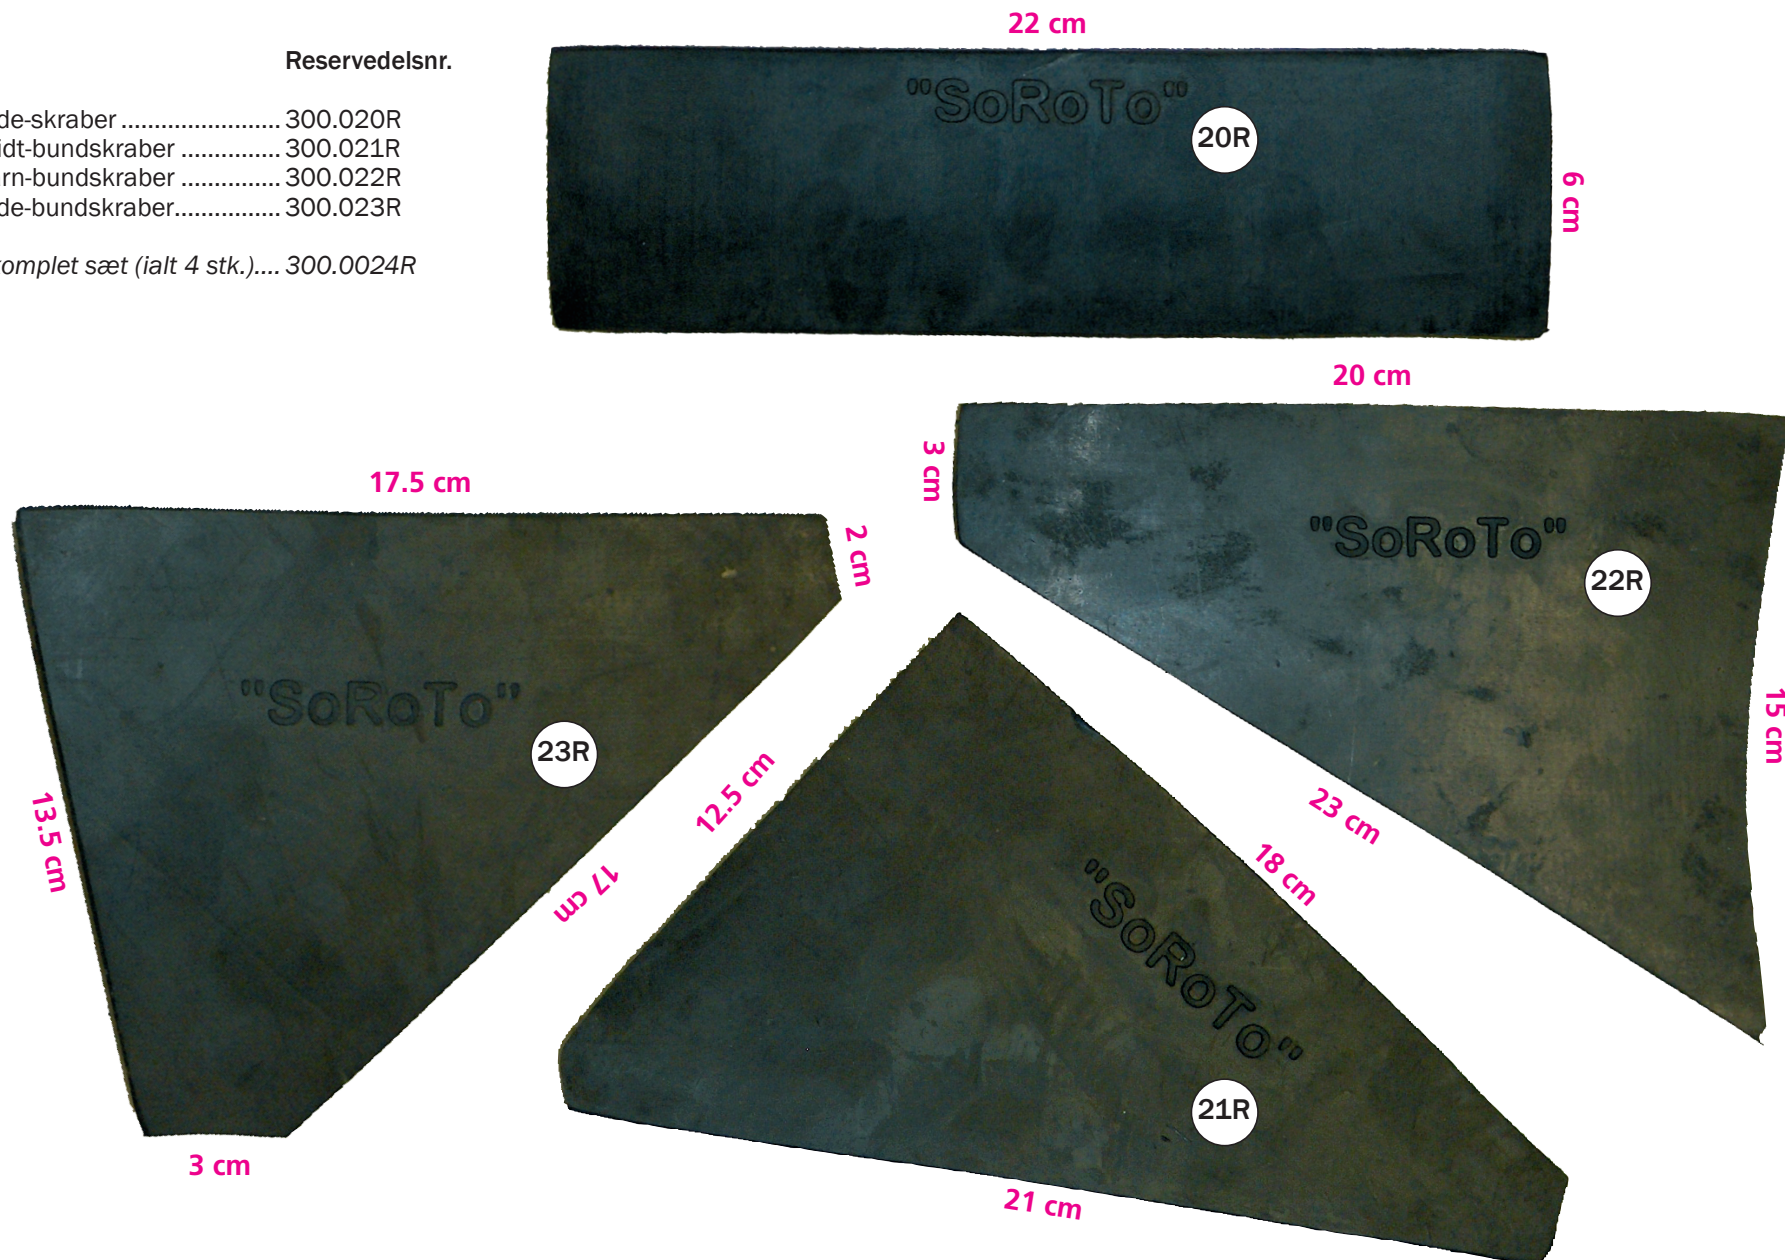 Reservedelsnr.
de-skraber ........................ 300.020R
idt-bundskraber ............... 300.021R
arn-bundskraber ............... 300.022R
de-bundskraber................ 300.023R
komplet sæt (ialt 4 stk.).... 300.0024R
22 cm
"SoRoTo"
20R
6 cm
20 cm
3 cm
"SoRoTo"
22R
15 cm
23 cm
17.5 cm
2 cm
"SoRoTo"
23R
13.5 cm
17 cm
3 cm
12.5 cm
18 cm
"SoRoTo"
21R
21 cm